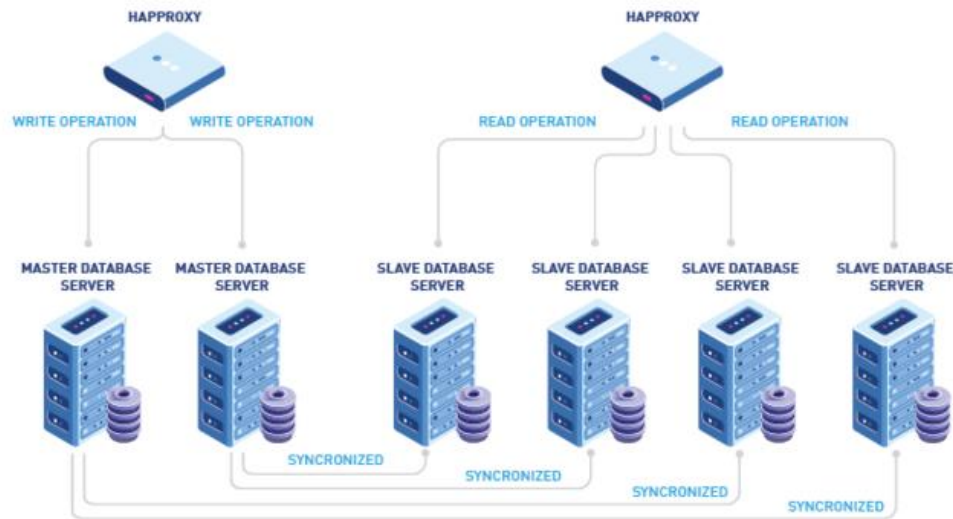 HAPPROXY
HAPPROXY
WRITE OPERATION
WRITE OPERATION
READ OPERATION
READ OPERATION
MASTER DATABASE
SERVER
MASTER DATABASE
SERVER
SLAVE DATABASE
SERVER
SLAVE DATABASE
SERVER
SLAVE DATABASE
SERVER
SLAVE DATABASE
SERVER
SYNCRONIZED
SYNCRONIZED
SYNCRONIZED
SYNCRONIZED